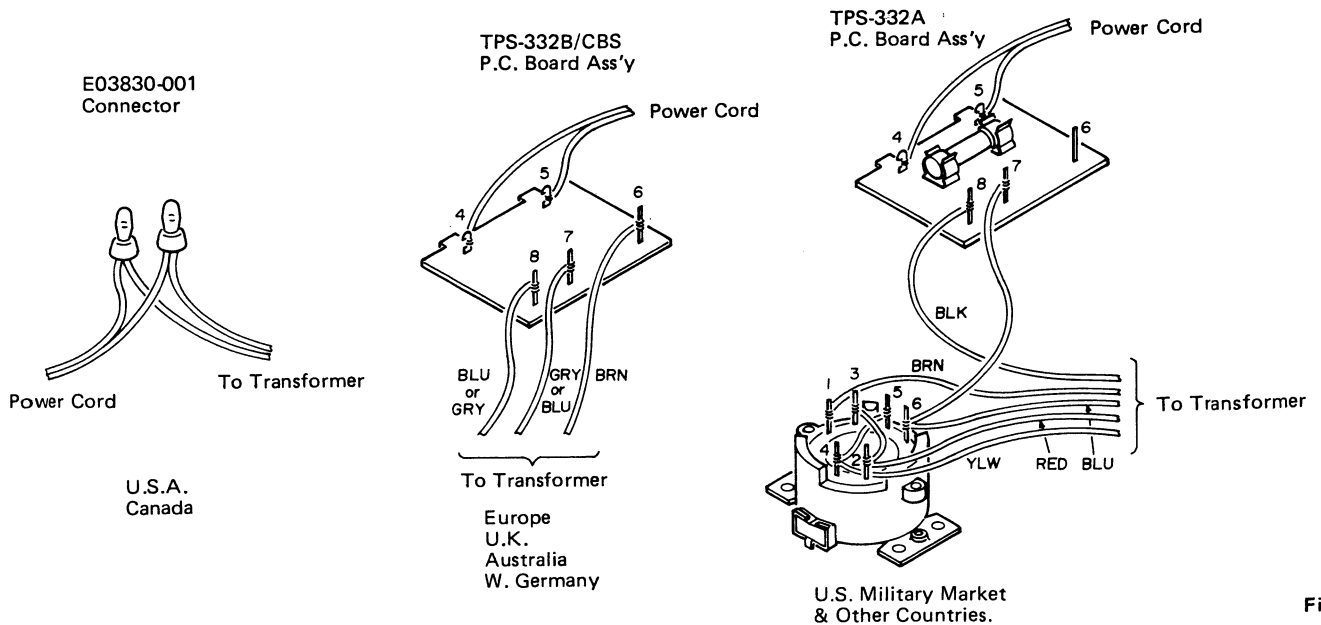 E03830-001
Connector
Power Cord
To Transformer
U.S.A.
Canada
TPS-332B/CBS
P.C. Board Ass'y
Power Cord
4
5
6
7
8
BLU
or
GRY
GRY
or
BLU
BRN
To Transformer
Europe
U.K.
Australia
W. Germany
TPS-332A
P.C. Board Ass'y
Power Cord
4
5
6
7
8
BLK
BRN
1
3
5
6
4
2
YLW
RED
BLU
To Transformer
U.S. Military Market
& Other Countries.
Fi